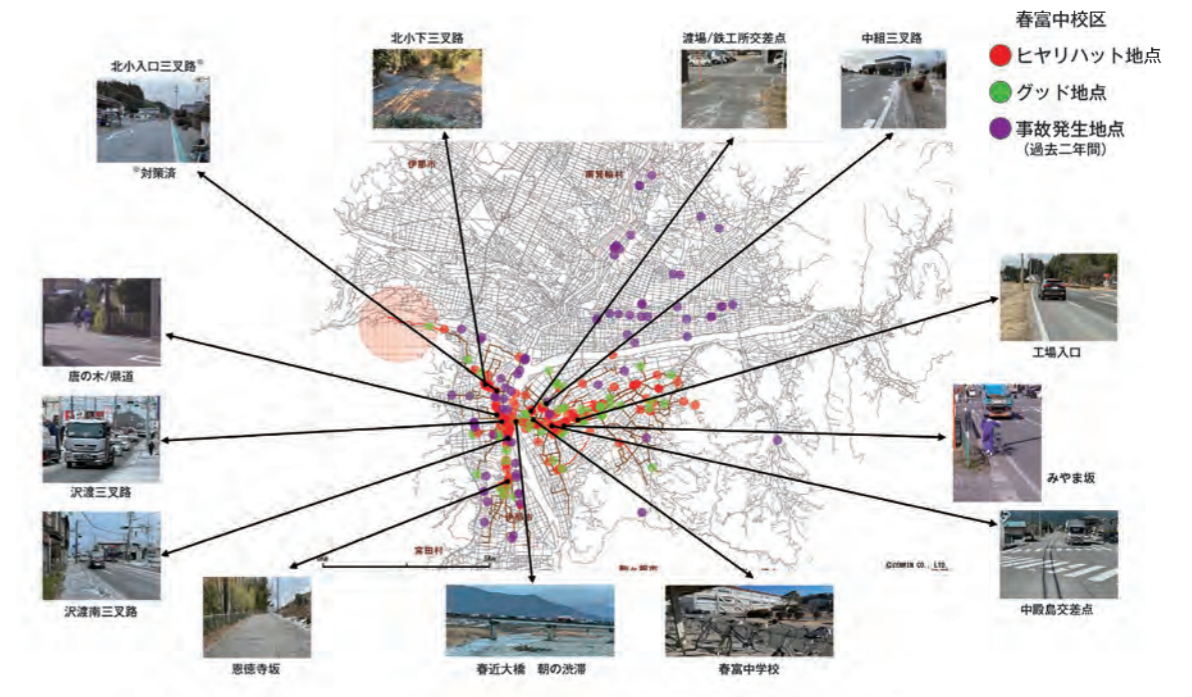 春富中校区
ヒヤリハット地点
グッド地点
事故発生地点
(過去二年間)
北小入口三叉路※
※対策済
北小下三叉路
渡場/鉄工所交差点
中組三叉路
伊那市
南箕輪村
唐の木/県道
工場入口
沢渡三叉路
みやま坂
沢渡南三叉路
中殿島交差点
宮田村
駒ヶ根市
©ZENRIN CO., LTD.
恩徳寺坂
春近大橋 朝の渋滞
春富中学校